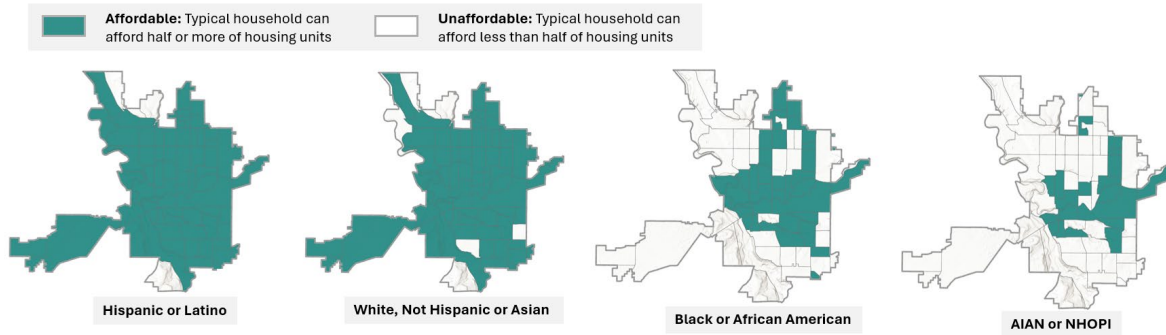 Affordable: Typical household can
afford half or more of housing units
Unaffordable: Typical household can
afford less than half of housing units
Hispanic or Latino
White, Not Hispanic or Asian
Black or African American
AIAN or NHOPI